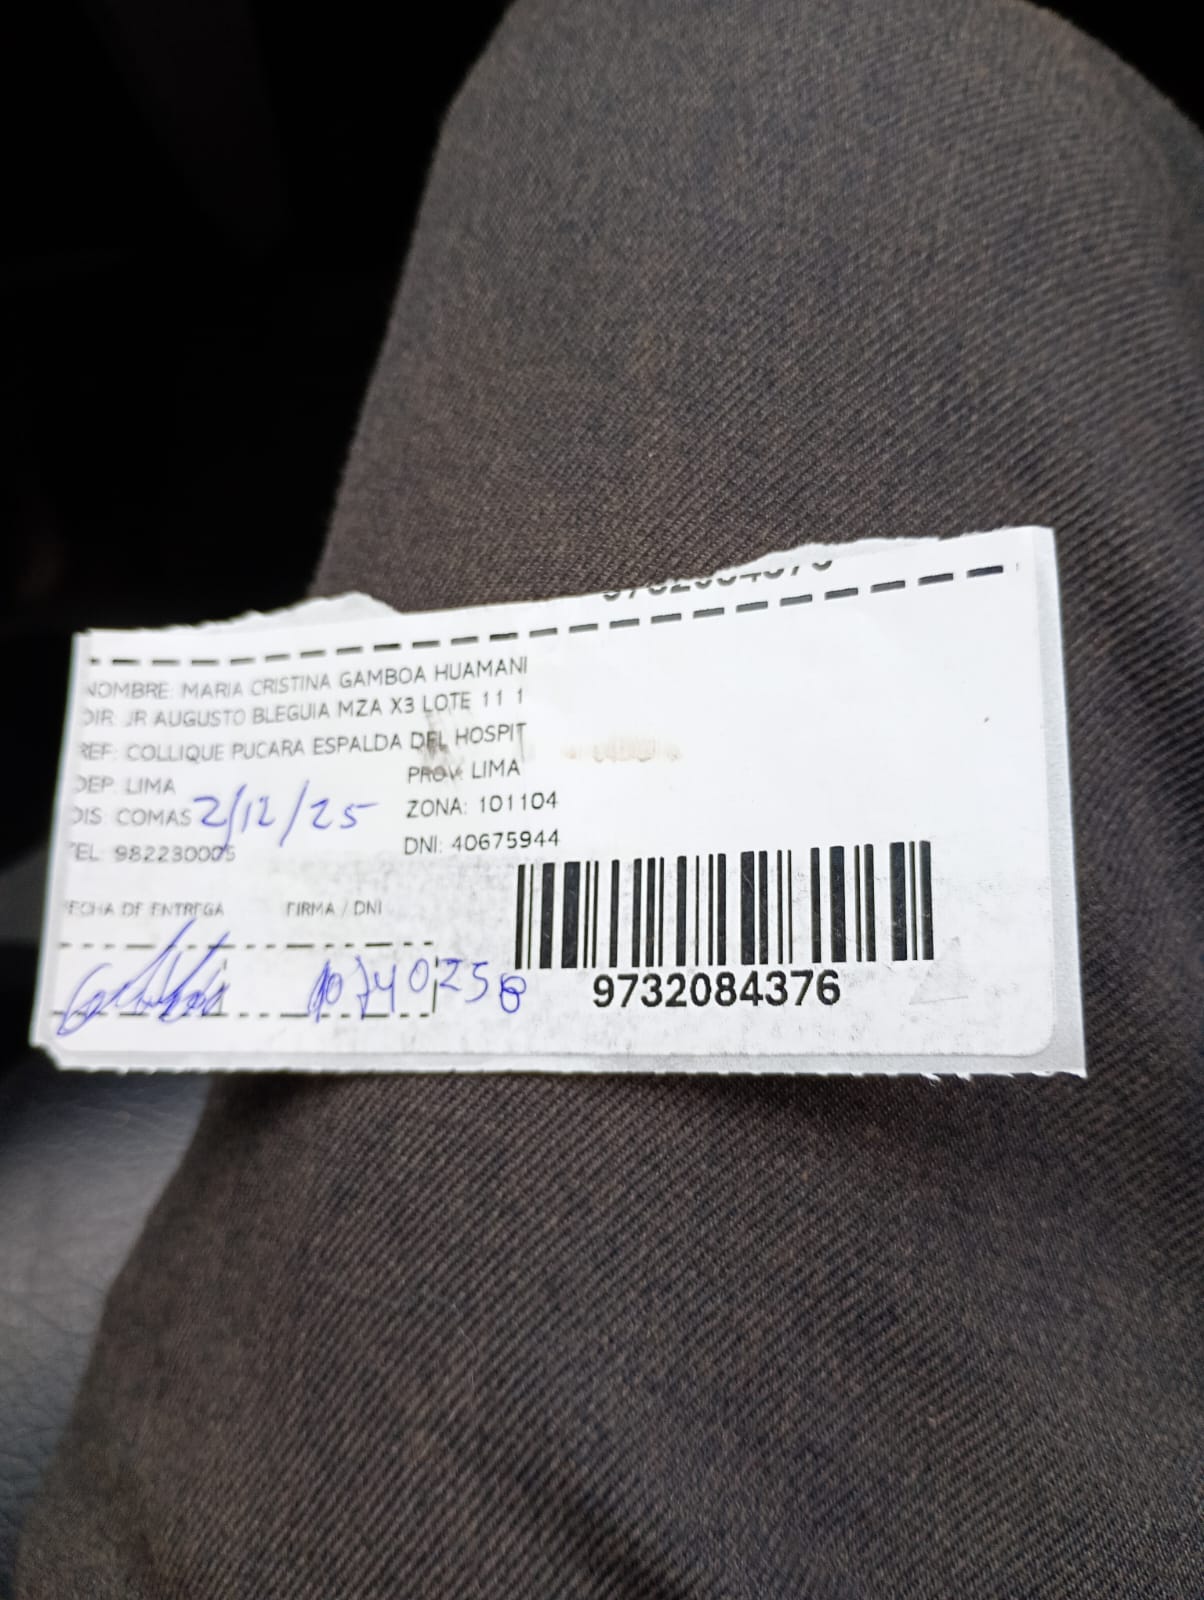 NOMBRE: MARIA CRISTINA GAMBOA HUAMANI
DIR: JR AUGUSTO BLEGUIA MZA X3 LOTE 11 1
REF: COLLIQUE PUCARA ESPALDA DEL HOSPIT
DEP: LIMA PROV: LIMA
DIS: COMAS 2/12/25 ZONA: 101104
TEL: 982230005 DNI: 40675944
FECHA DE ENTREGA FIRMA / DNI
9732084376